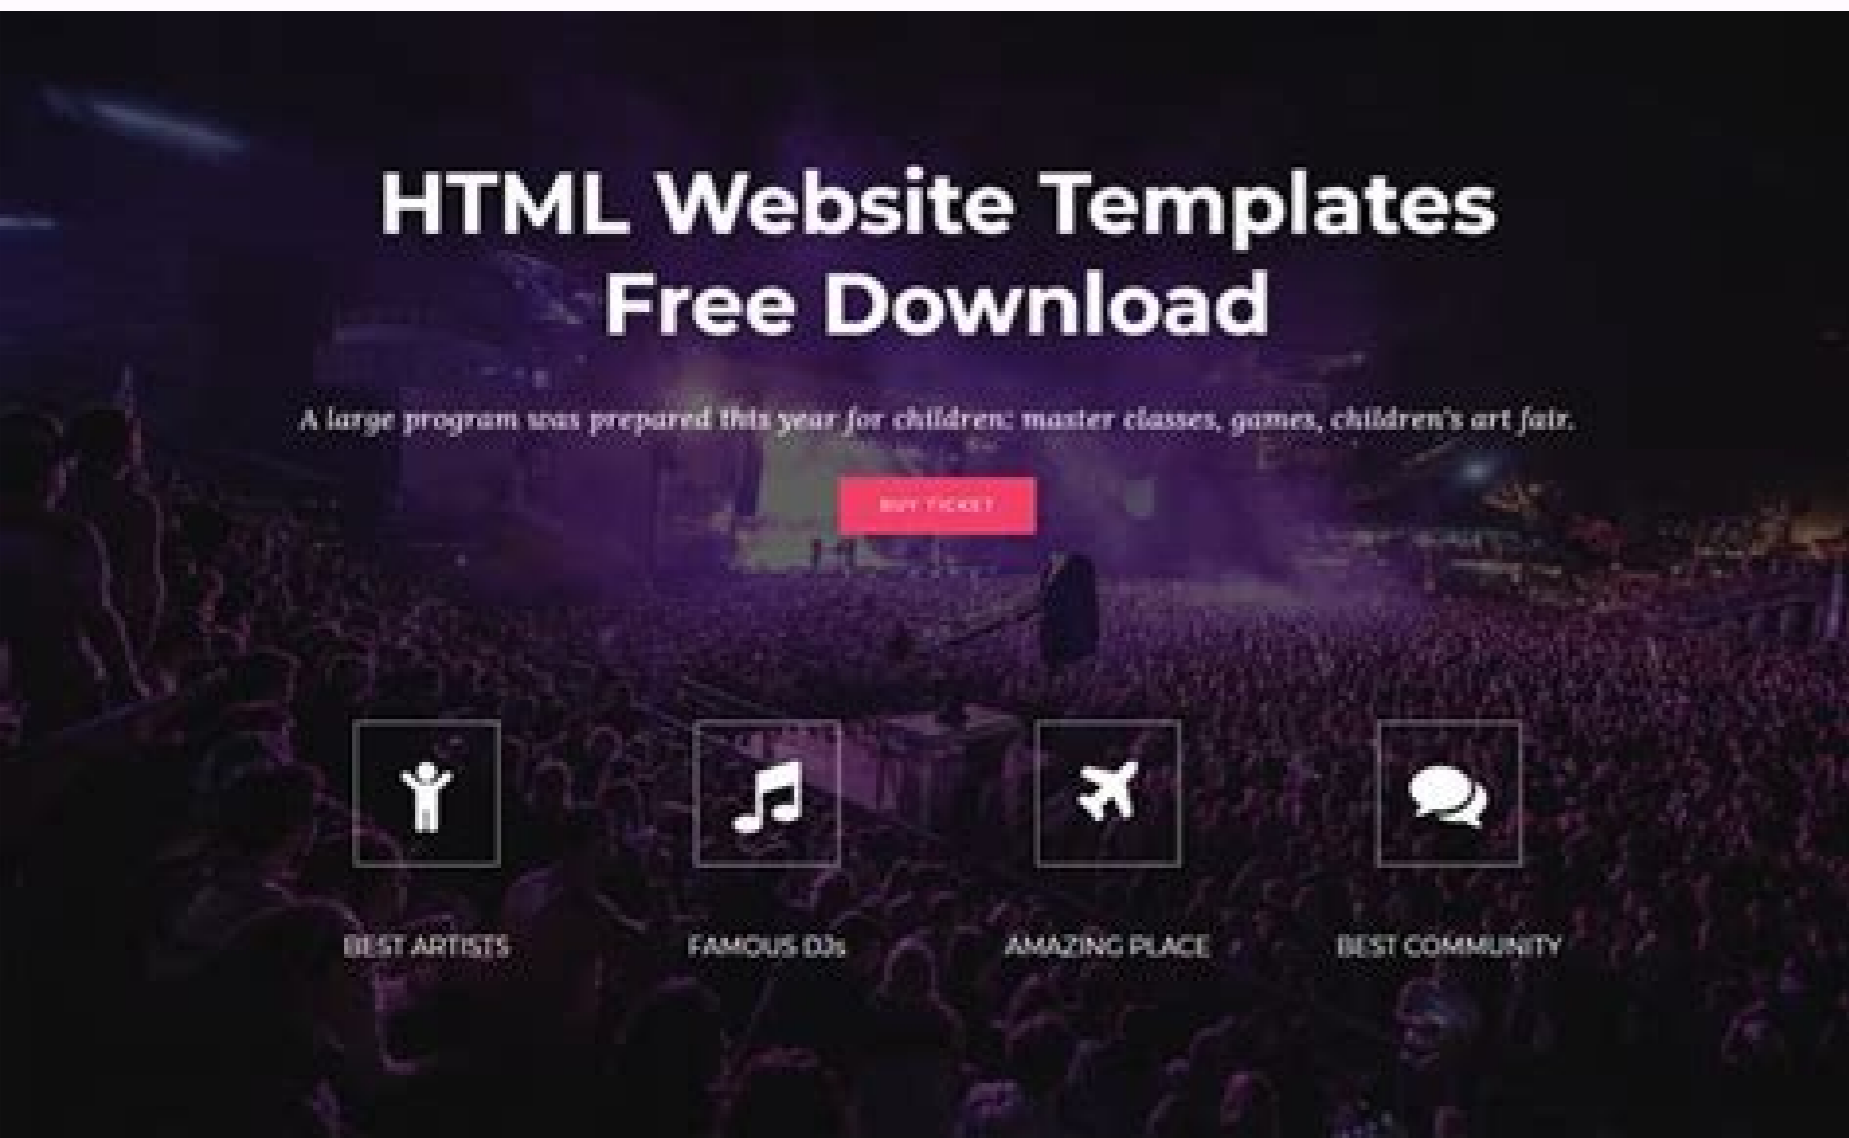 HTML Website Templates
Free Download
A large program was prepared this year for children: master classes, games, children's art fair.
BUY TICKET
BEST ARTISTS
FAMOUS DJs
AMAZING PLACE
BEST COMMUNITY